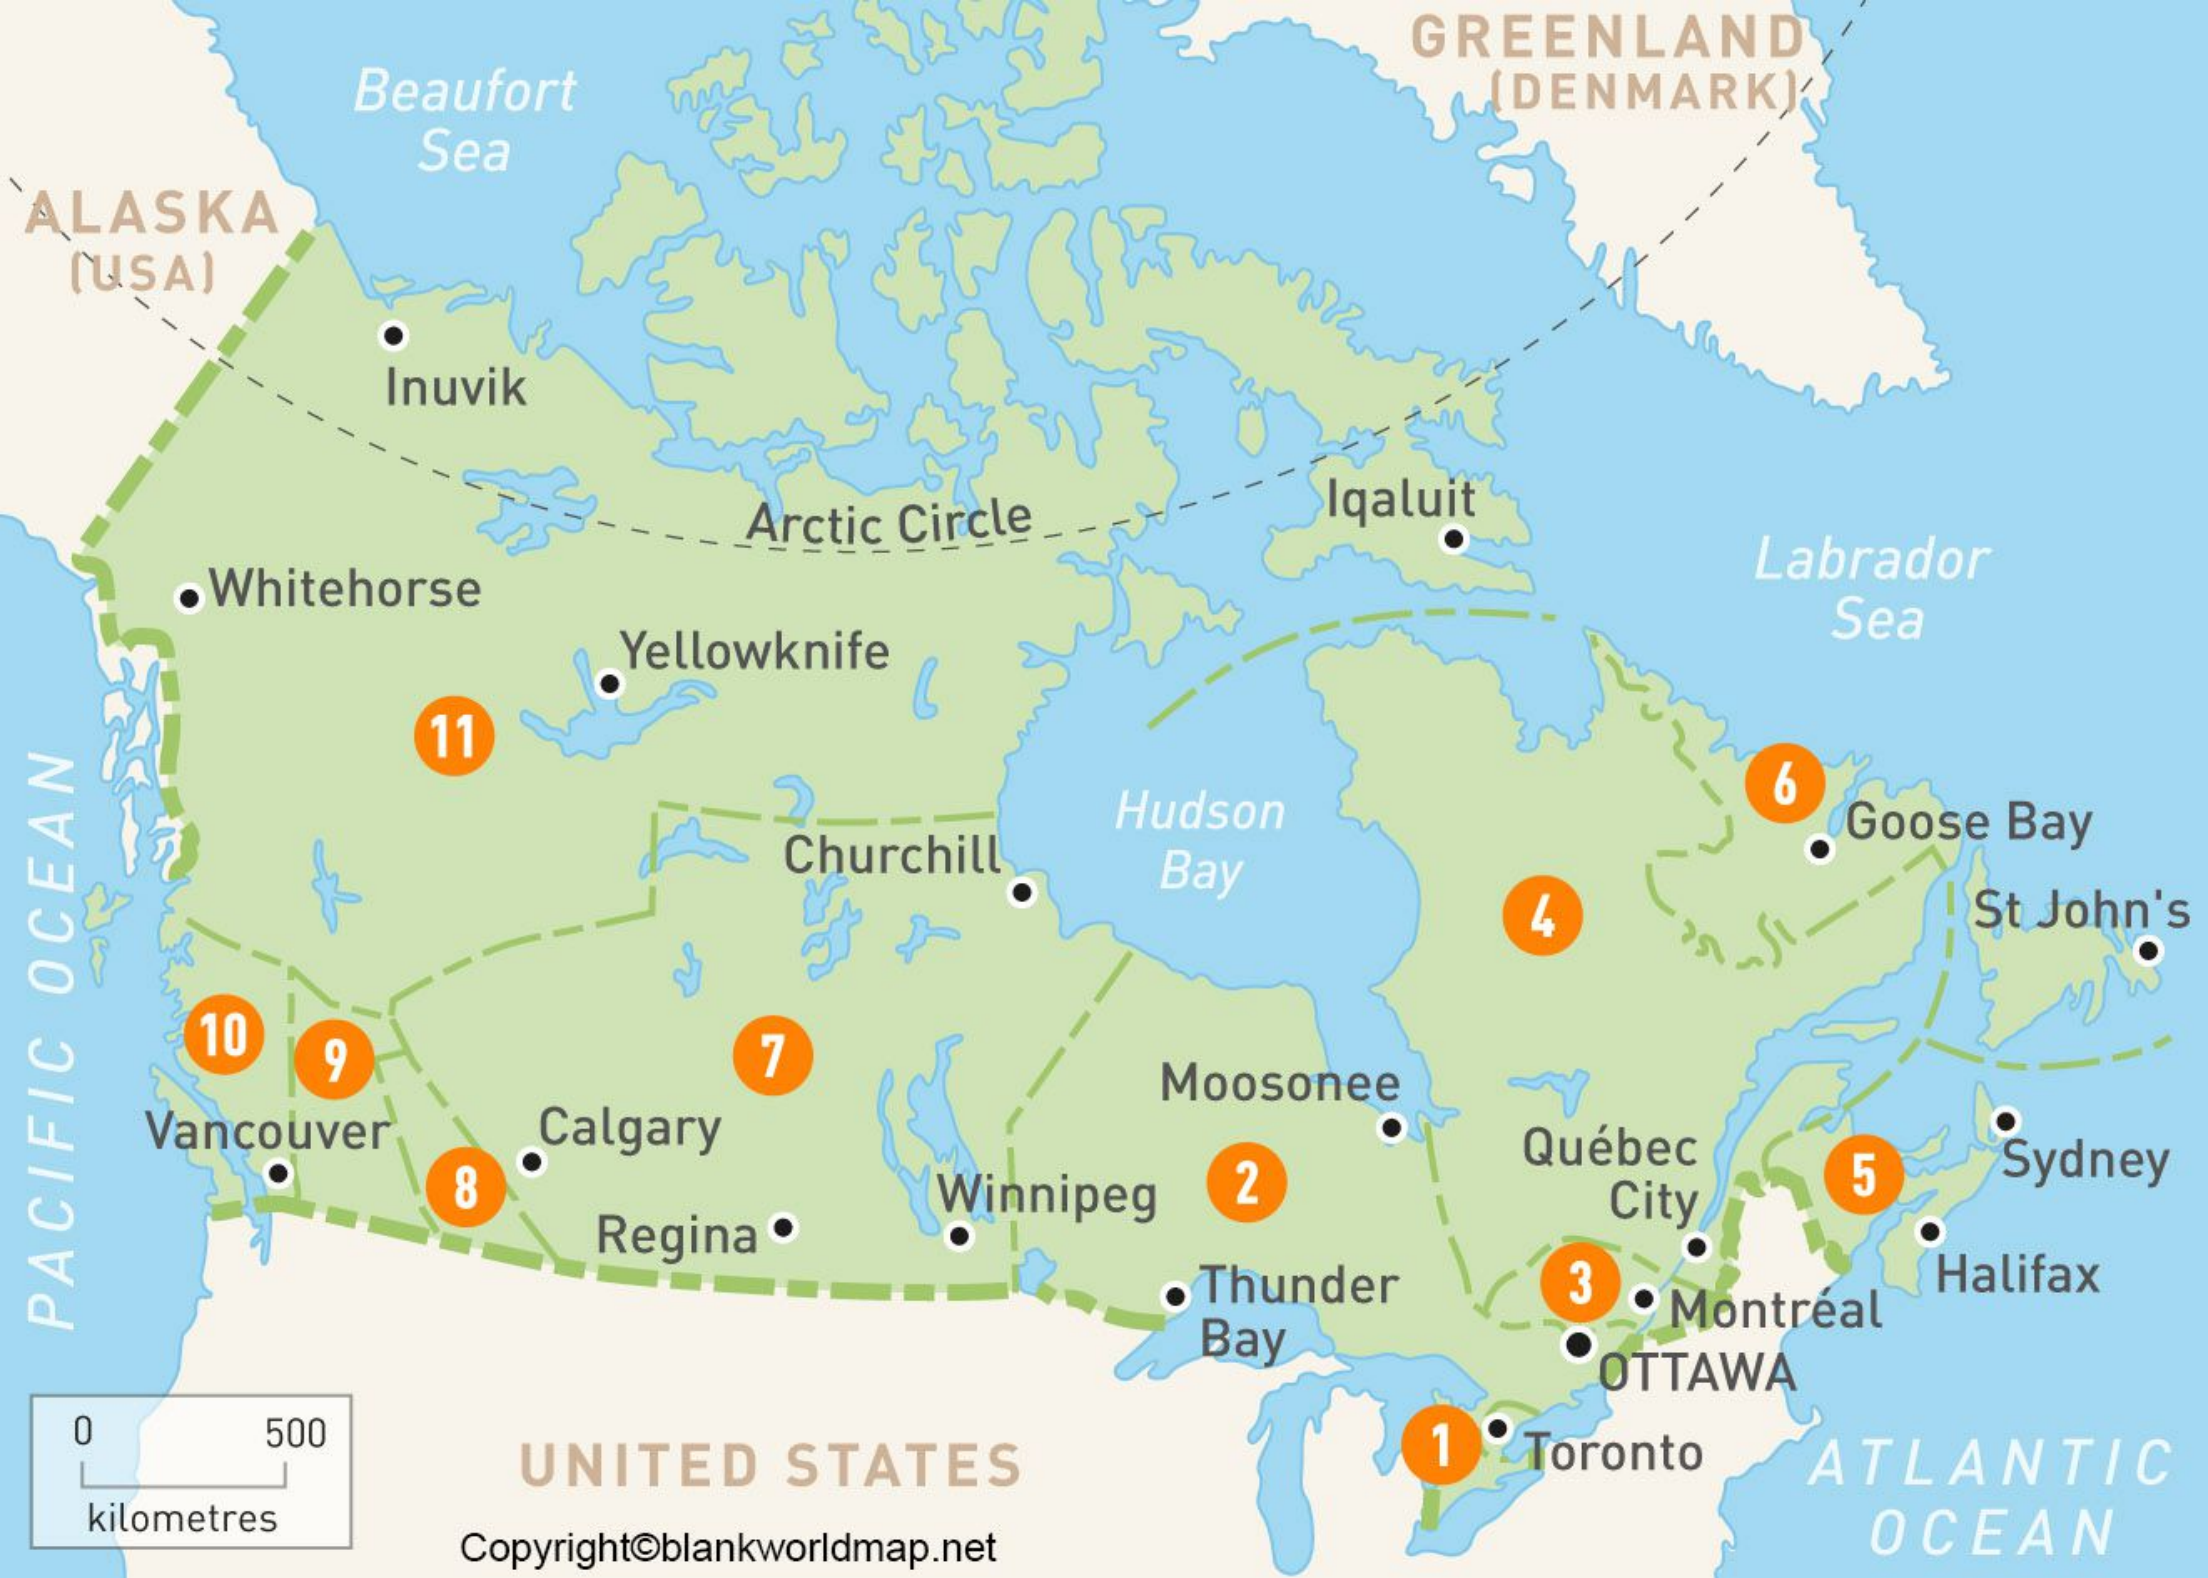 GREENLAND
(DENMARK)
Beaufort
Sea
ALASKA
(USA)
Inuvik
Arctic Circle
Iqaluit
Labrador
Sea
Whitehorse
Yellowknife
11
6
Goose Bay
Hudson
Bay
Churchill
4
St John's
PACIFIC OCEAN
10
9
7
Moosonee
Vancouver
Calgary
Québec
City
5
Sydney
8
2
Winnipeg
Regina
Halifax
3
Thunder
Bay
Montréal
OTTAWA
1
Toronto
0 500
kilometres
UNITED STATES
ATLANTIC
OCEAN
Copyright©blankworldmap.net